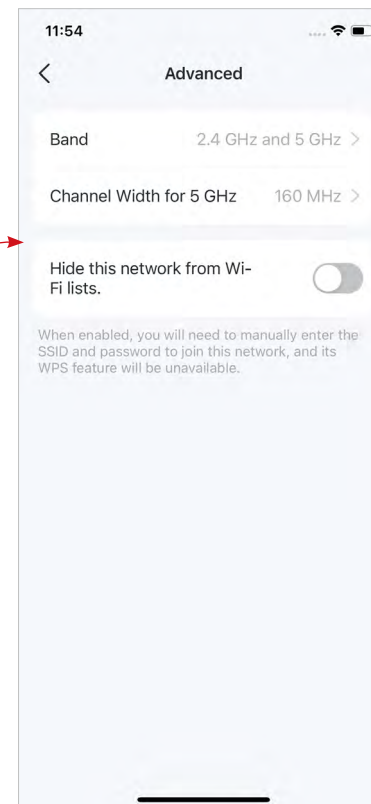 11:54
Advanced
Band 2.4 GHz and 5 GHz >
Channel Width for 5 GHz 160 MHz >
Hide this network from Wi-
Fi lists.
When enabled, you will need to manually enter the
SSID and password to join this network, and its
WPS feature will be unavailable.